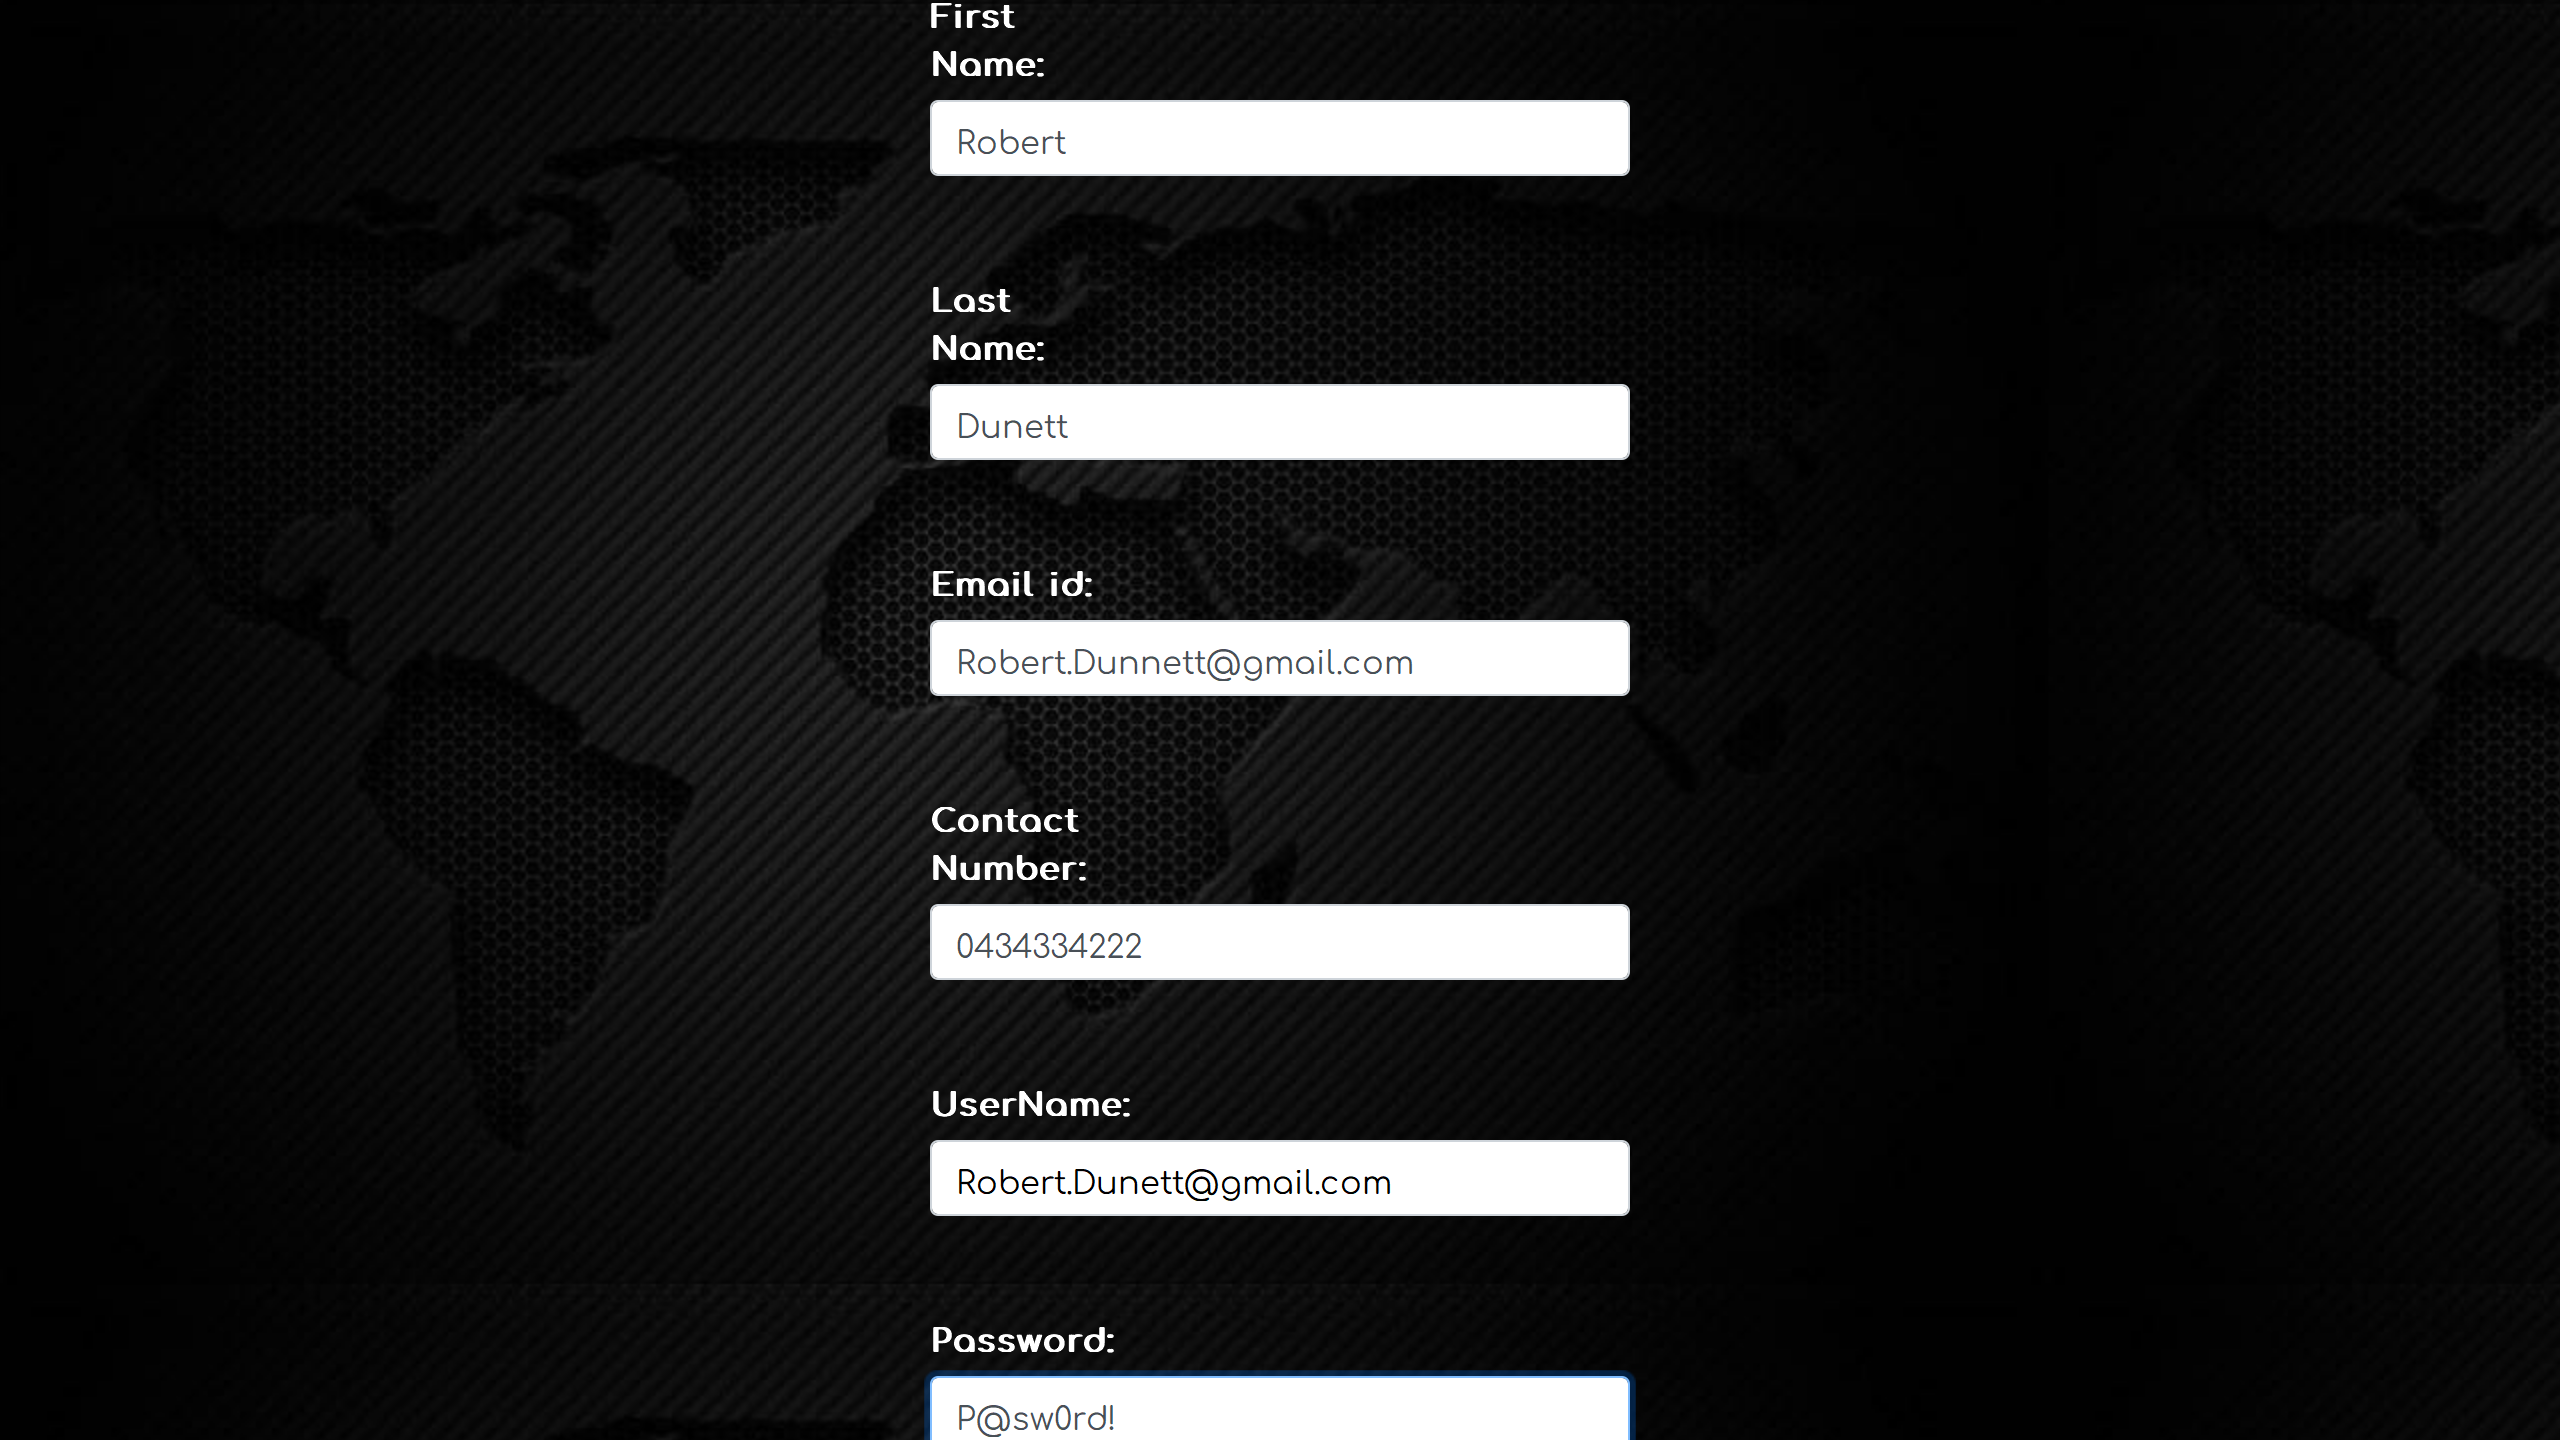 First
Name:
Robert
Last
Name:
Dunett
Email id:
Robert.Dunnett@gmail.com
Contact
Number:
0434334222
UserName:
Robert.Dunett@gmail.com
Password:
P@sw0rd!